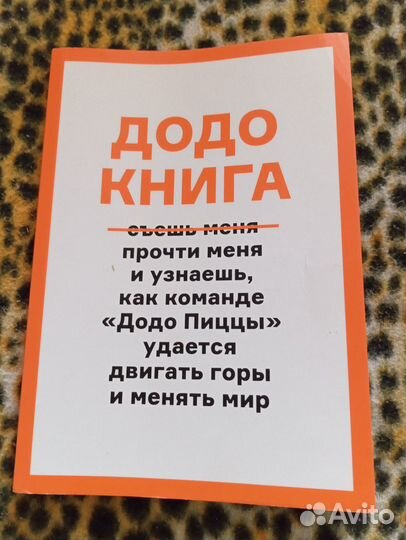 ДОДО
КНИГА
съешь меня
прочти меня
и узнаешь,
как команде
«Додо Пиццы»
удается
двигать горы
и менять мир
Avito